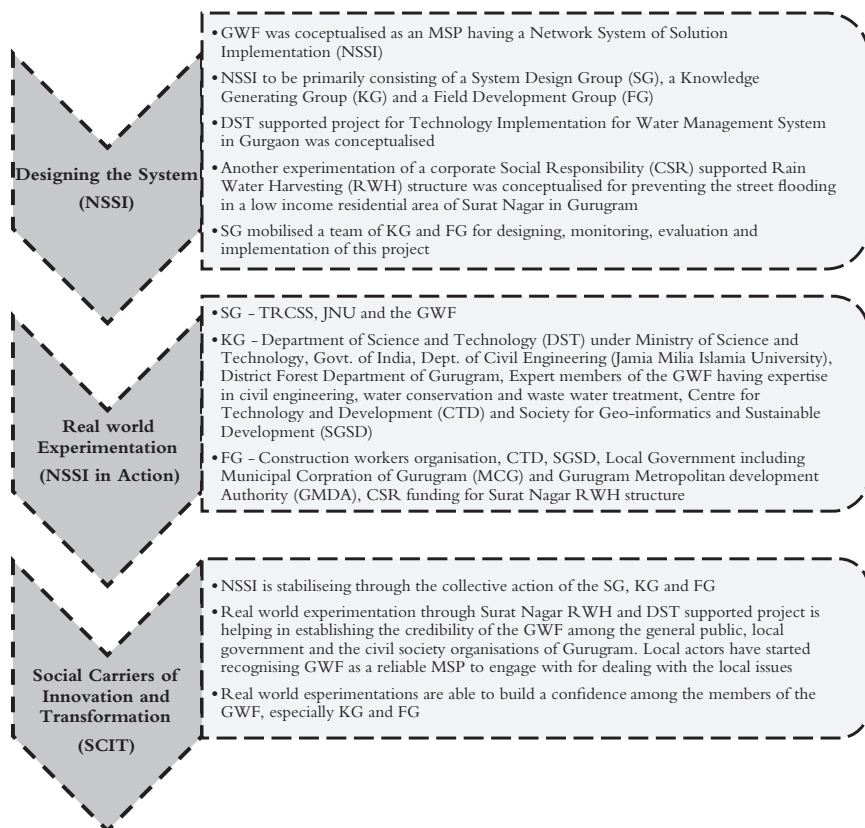 • GWF was coceptualised as an MSP having a Network System of Solution
Implementation (NSSI)
• NSSI to be primarily consisting of a System Design Group (SG), a Knowledge
Generating Group (KG) and a Field Development Group (FG)
• DST supported project for Technology Implementation for Water Management System
in Gurgaon was conceptualised
• Another experimentation of a corporate Social Responsibility (CSR) supported Rain
Water Harvesting (RWH) structure was conceptualised for preventing the street flooding
in a low income residential area of Surat Nagar in Gurugram
• SG mobilised a team of KG and FG for designing, monitoring, evaluation and
implementation of this project
Designing the System
(NSSI)
• SG - TRCSS, JNU and the GWF
• KG - Department of Science and Technology (DST) under Ministry of Science and
Technology, Govt. of India, Dept. of Civil Engineering (Jamia Milia Islamia University),
District Forest Department of Gurugram, Expert members of the GWF having expertise
in civil engineering, water conservation and waste water treatment, Centre for
Technology and Development (CTD) and Society for Geo-informatics and Sustainable
Development (SGSD)
• FG - Construction workers organisation, CTD, SGSD, Local Government including
Municipal Corpration of Gurugram (MCG) and Gurugram Metropolitan development
Authority (GMDA), CSR funding for Surat Nagar RWH structure
Real world
Experimentation
(NSSI in Action)
• NSSI is stabiliseing through the collective action of the SG, KG and FG
• Real world experimentation through Surat Nagar RWH and DST supported project is
helping in establishing the credibility of the GWF among the general public, local
government and the civil society organisations of Gurugram. Local actors have started
recognising GWF as a reliable MSP to engage with for dealing with the local issues
• Real world esperimentations are able to build a confidence among the members of the
GWF, especially KG and FG
Social Carriers of
Innovation and
Transformation
(SCIT)